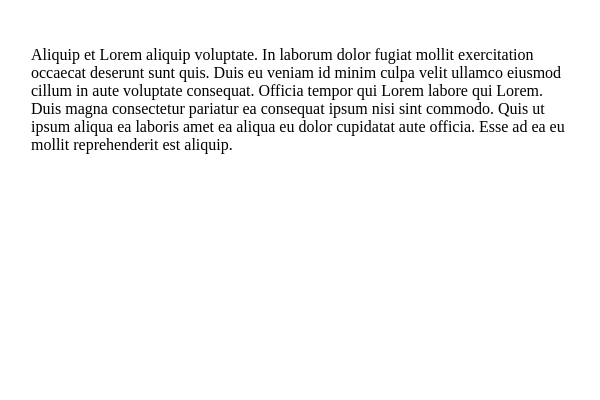 Aliquip et Lorem aliquip voluptate. In laborum dolor fugiat mollit exercitation
occaecat deserunt sunt quis. Duis eu veniam id minim culpa velit ullamco eiusmod
cillum in aute voluptate consequat. Officia tempor qui Lorem labore qui Lorem.
Duis magna consectetur pariatur ea consequat ipsum nisi sint commodo. Quis ut
ipsum aliqua ea laboris amet ea aliqua eu dolor cupidatat aute officia. Esse ad ea eu
mollit reprehenderit est aliquip.